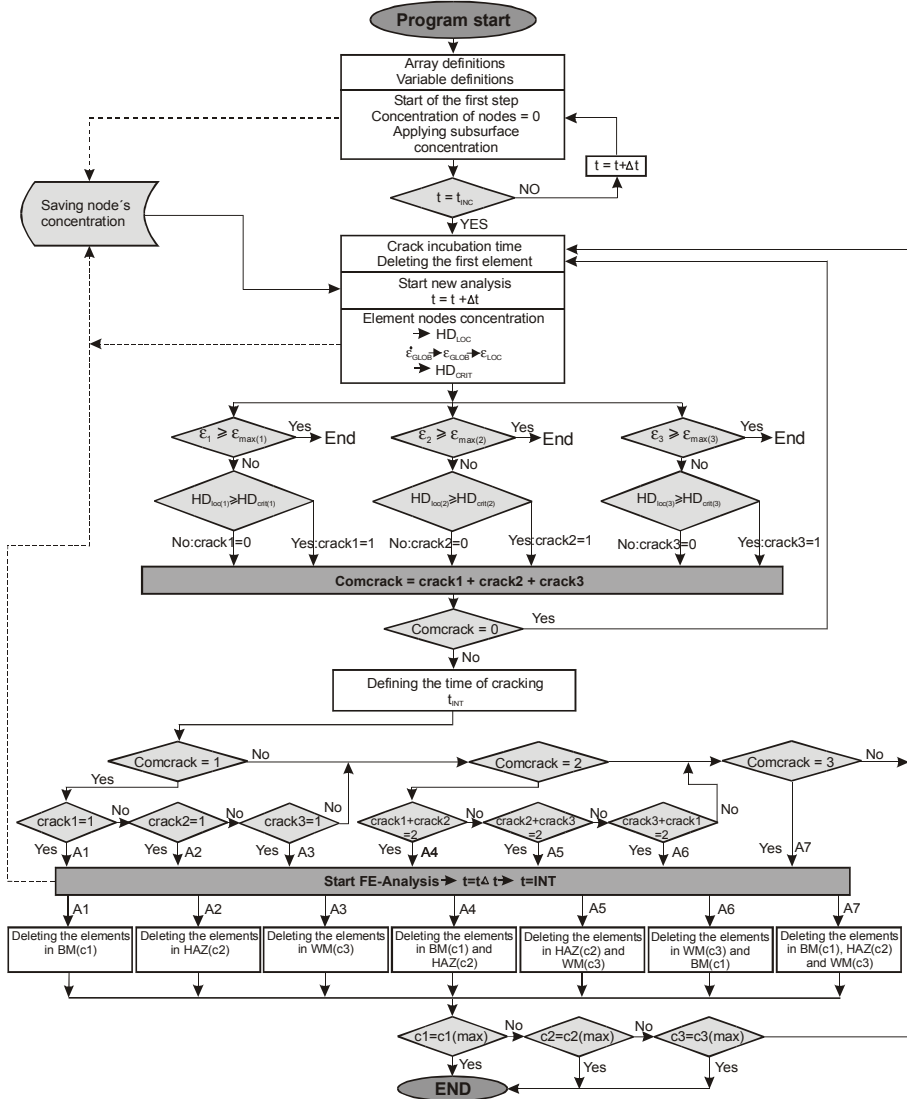 Program start
Array definitions
Variable definitions
Start of the first step
Concentration of nodes = 0
Applying subsurface
concentration
t = t+Δt
t = tINC
NO
YES
Saving node´s
concentration
Crack incubation time
Deleting the first element
Start new analysis
t = t +Δt
Element nodes concentration
HDLOC
ε̇GLOB εGLOB εLOC
HDCRIT
ε1 ⩾ εmax(1)
Yes
End
ε2 ⩾ εmax(2)
Yes
End
ε3 ⩾ εmax(3)
Yes
End
No
No
No
HDloc(1)⩾HDcrit(1)
HDloc(2)⩾HDcrit(2)
HDloc(3)⩾HDcrit(3)
No:crack1=0
Yes:crack1=1
No:crack2=0
Yes:crack2=1
No:crack3=0
Yes:crack3=1
Comcrack = crack1 + crack2 + crack3
Comcrack = 0
Yes
No
Defining the time of cracking
tINT
Comcrack = 1
No
Comcrack = 2
Comcrack = 3
No
Yes
crack1=1
No
crack2=1
No
crack3=1
No
crack1+crack2
=2
No
crack2+crack3
=2
No
crack3+crack1
=2
No
Yes
A1
Yes
A2
Yes
A3
Yes
A4
Yes
A5
Yes
A6
Yes
A7
Start FE-Analysis t=tΔ t t=INT
A1
A2
A3
A4
A5
A6
A7
Deleting the elements
in BM(c1)
Deleting the elements
in HAZ(c2)
Deleting the elements
in WM(c3)
Deleting the elements
in BM(c1) and
HAZ(c2)
Deleting the elements
in HAZ(c2) and
WM(c3)
Deleting the elements
in WM(c3) and
BM(c1)
Deleting the elements
in BM(c1), HAZ(c2)
and WM(c3)
c1=c1(max)
No
c2=c2(max)
No
c3=c3(max)
Yes
Yes
Yes
END